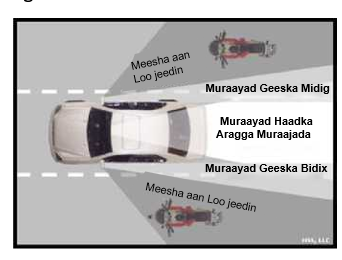 Meesha aan
Loo jeedin
Muraayad Geeska Midig
Muraayad Haadka
Aragga Muraajada
Muraayad Geeska Bidix
Meesha aan Loo jeedin